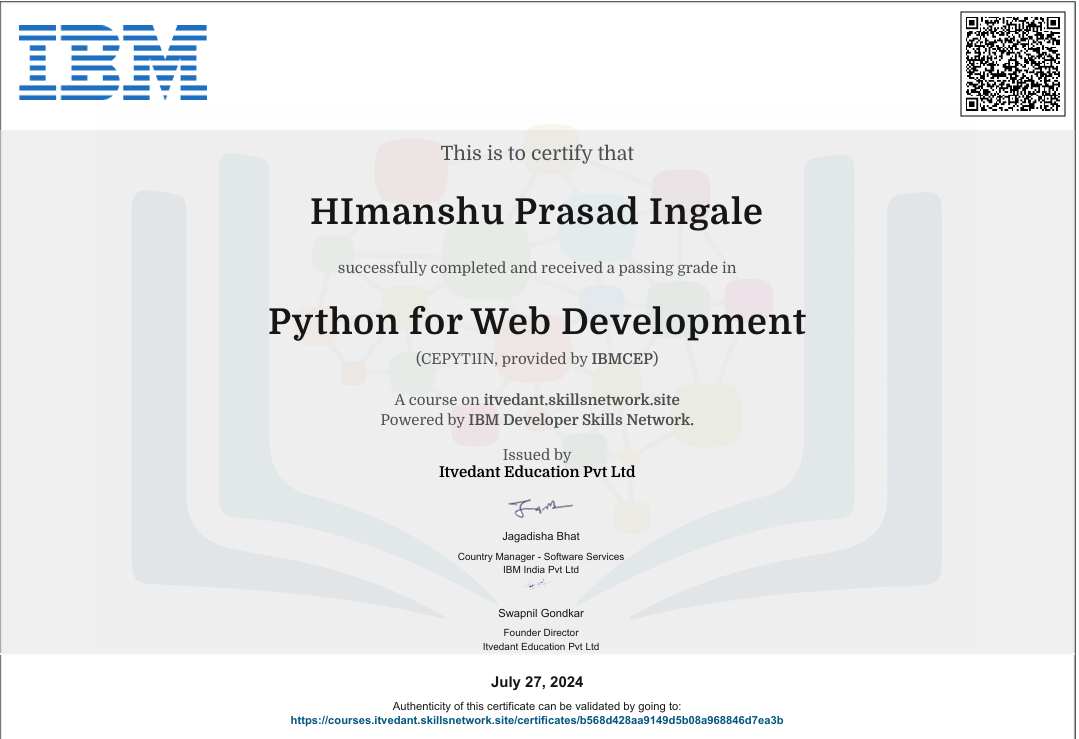 IBM
This is to certify that
HImanshu Prasad Ingale
successfully completed and received a passing grade in
Python for Web Development
(CEPYT1IN, provided by IBMCEP)
A course on itvedant.skillsnetwork.site
Powered by IBM Developer Skills Network.
Issued by
Itvedant Education Pvt Ltd
Jagadisha Bhat
Country Manager - Software Services
IBM India Pvt Ltd
Swapnil Gondkar
Founder Director
Itvedant Education Pvt Ltd
July 27, 2024
Authenticity of this certificate can be validated by going to:
https://courses.itvedant.skillsnetwork.site/certificates/b568d428aa9149d5b08a968846d7ea3b